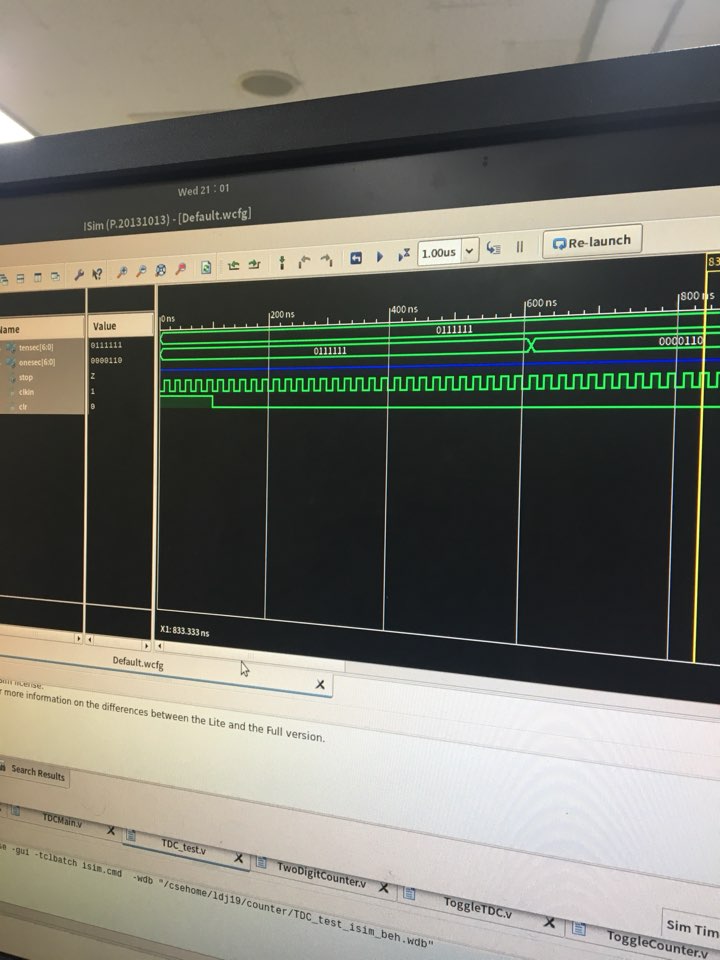 Wed 21 : 01
ISim (P.20131013) - [Default.wcfg]
1.00us
Re-launch
Name
Value
0 ns
200 ns
400 ns
600 ns
800 ns
83
tensec[6:0]
0111111
0111111
onesec[6:0]
0000110
0111111
0000110
stop
Z
clkin
1
clr
0
X1: 833.333 ns
Default.wcfg
more information on the differences between the Lite and the Full version.
Search Results
TDCMain.v
TDC_test.v
TwoDigitCounter.v
ToggleTDC.v
ToggleCounter.v
-gui -tclbatch isim.cmd -wdb "/csehome/ldj19/counter/TDC_test_isim_beh.wdb"
Sim Tim